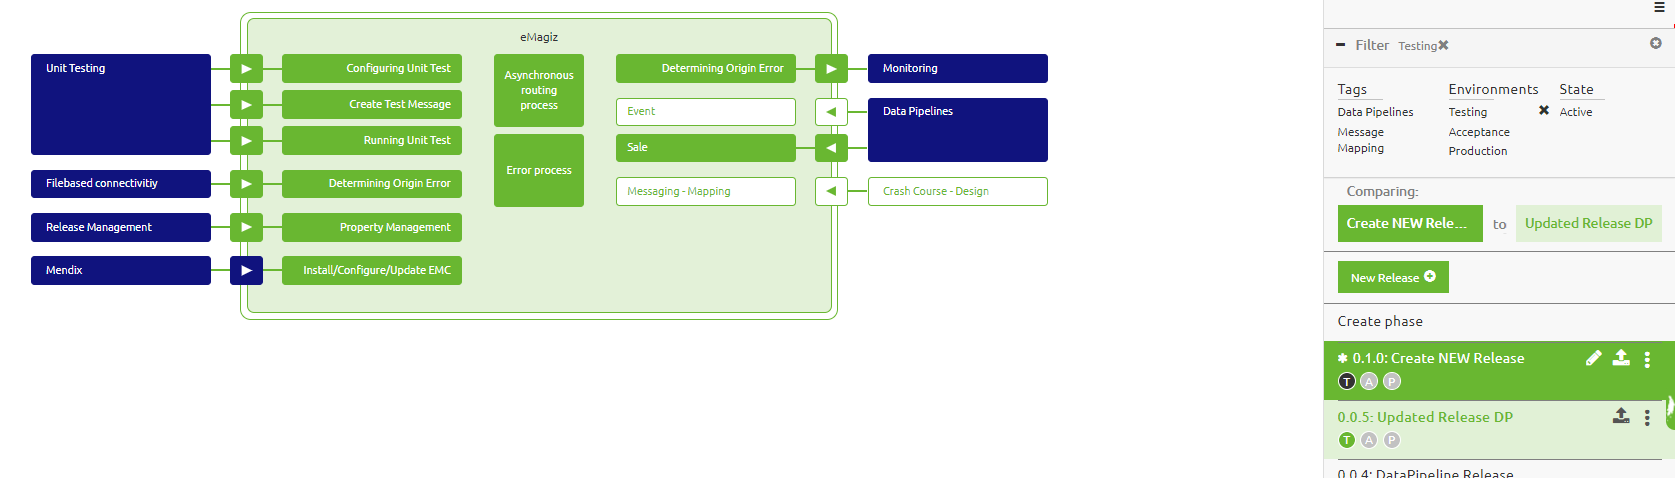 eMagiz
Unit Testing
Configuring Unit Test
Create Test Message
Running Unit Test
Filebased connectivitiy
Determining Origin Error
Release Management
Property Management
Mendix
Install/Configure/Update EMC
Asynchronous
routing
process
Error process
Determining Origin Error
Monitoring
Event
Data Pipelines
Sale
Messaging - Mapping
Crash Course - Design
Filter Testing
Tags
Data Pipelines
Message
Mapping
Environments
Testing
Acceptance
Production
State
Active
Comparing:
Create NEW Rele... to Updated Release DP
New Release
Create phase
0.1.0: Create NEW Release
T A P
0.0.5: Updated Release DP
T A P
0.0.4: DataPipeline Release